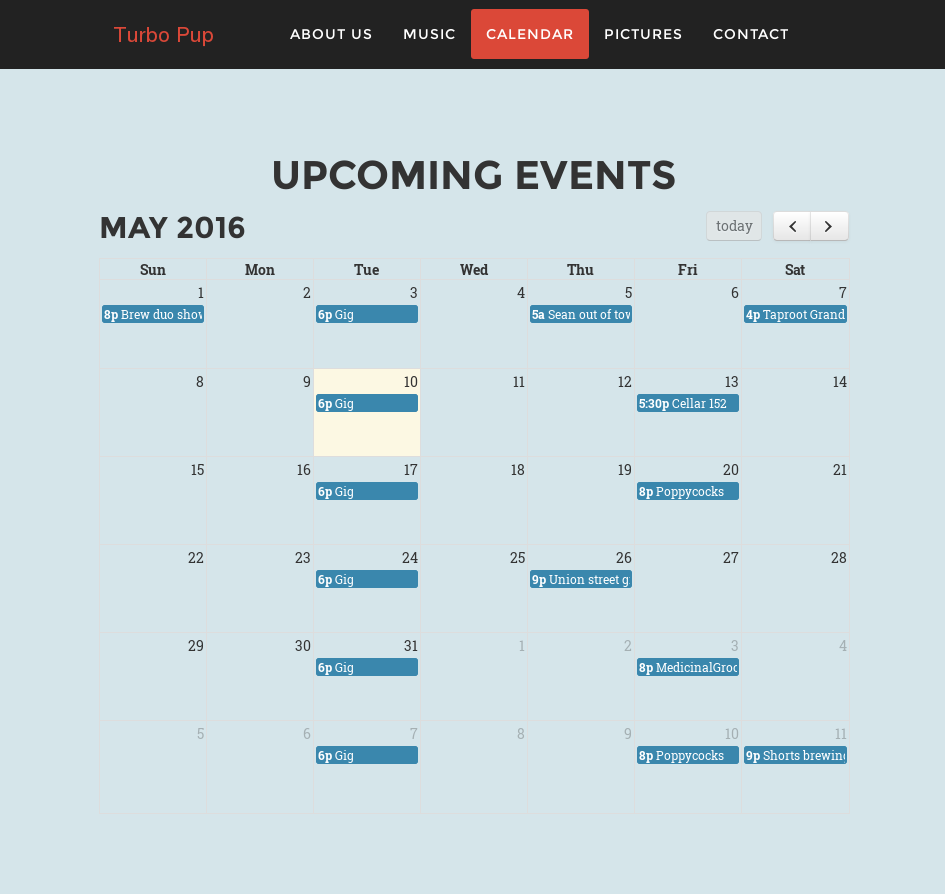 Turbo Pup ABOUT US MUSIC CALENDAR PICTURES CONTACT
UPCOMING EVENTS
MAY 2016 today
Sun Mon Tue Wed Thu Fri Sat
1 2 3 4 5 6 7
8p Brew duo show 6p Gig 5a Sean out of tow 4p Taproot Grand
8 9 10 11 12 13 14
6p Gig 5:30p Cellar 152
15 16 17 18 19 20 21
6p Gig 8p Poppycocks
22 23 24 25 26 27 28
6p Gig 9p Union street g
29 30 31 1 2 3 4
6p Gig 8p MedicinalGroo
5 6 7 8 9 10 11
6p Gig 8p Poppycocks 9p Shorts brewing